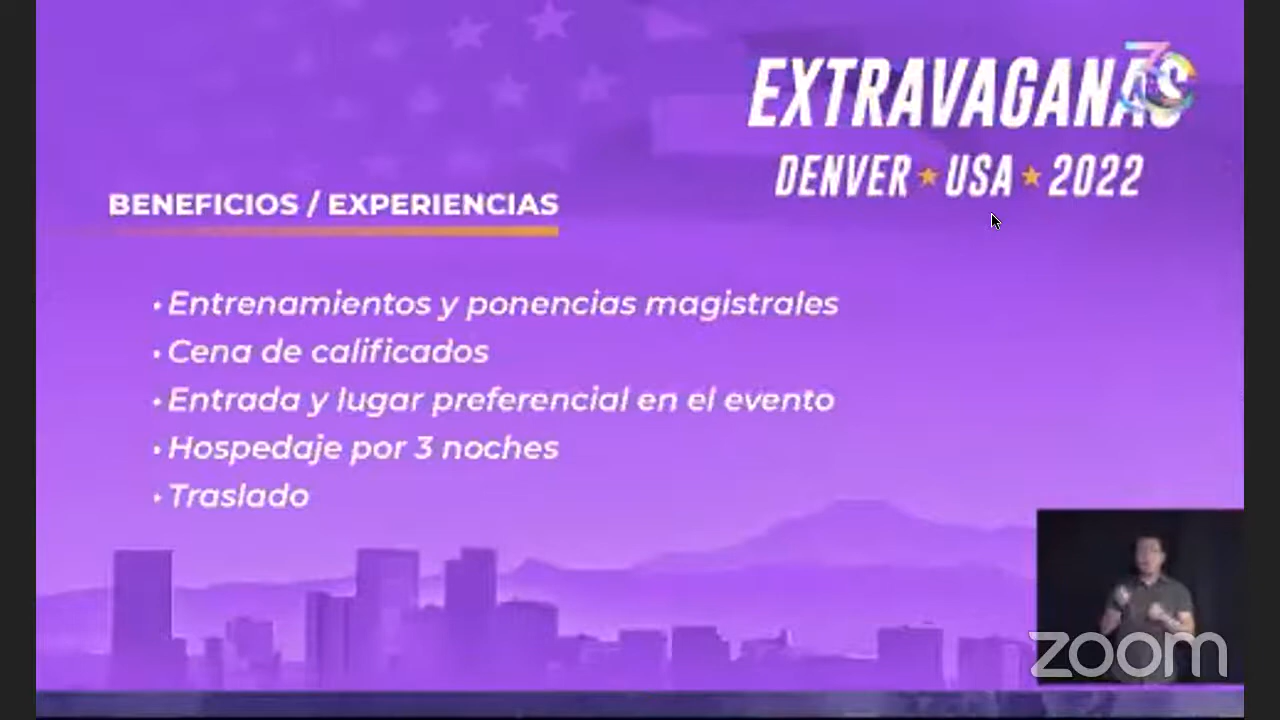 EXTRAVAGANAS
DENVER ★ USA ★ 2022
BENEFICIOS / EXPERIENCIAS
• Entrenamientos y ponencias magistrales
• Cena de calificados
• Entrada y lugar preferencial en el evento
• Hospedaje por 3 noches
• Traslado
zoom